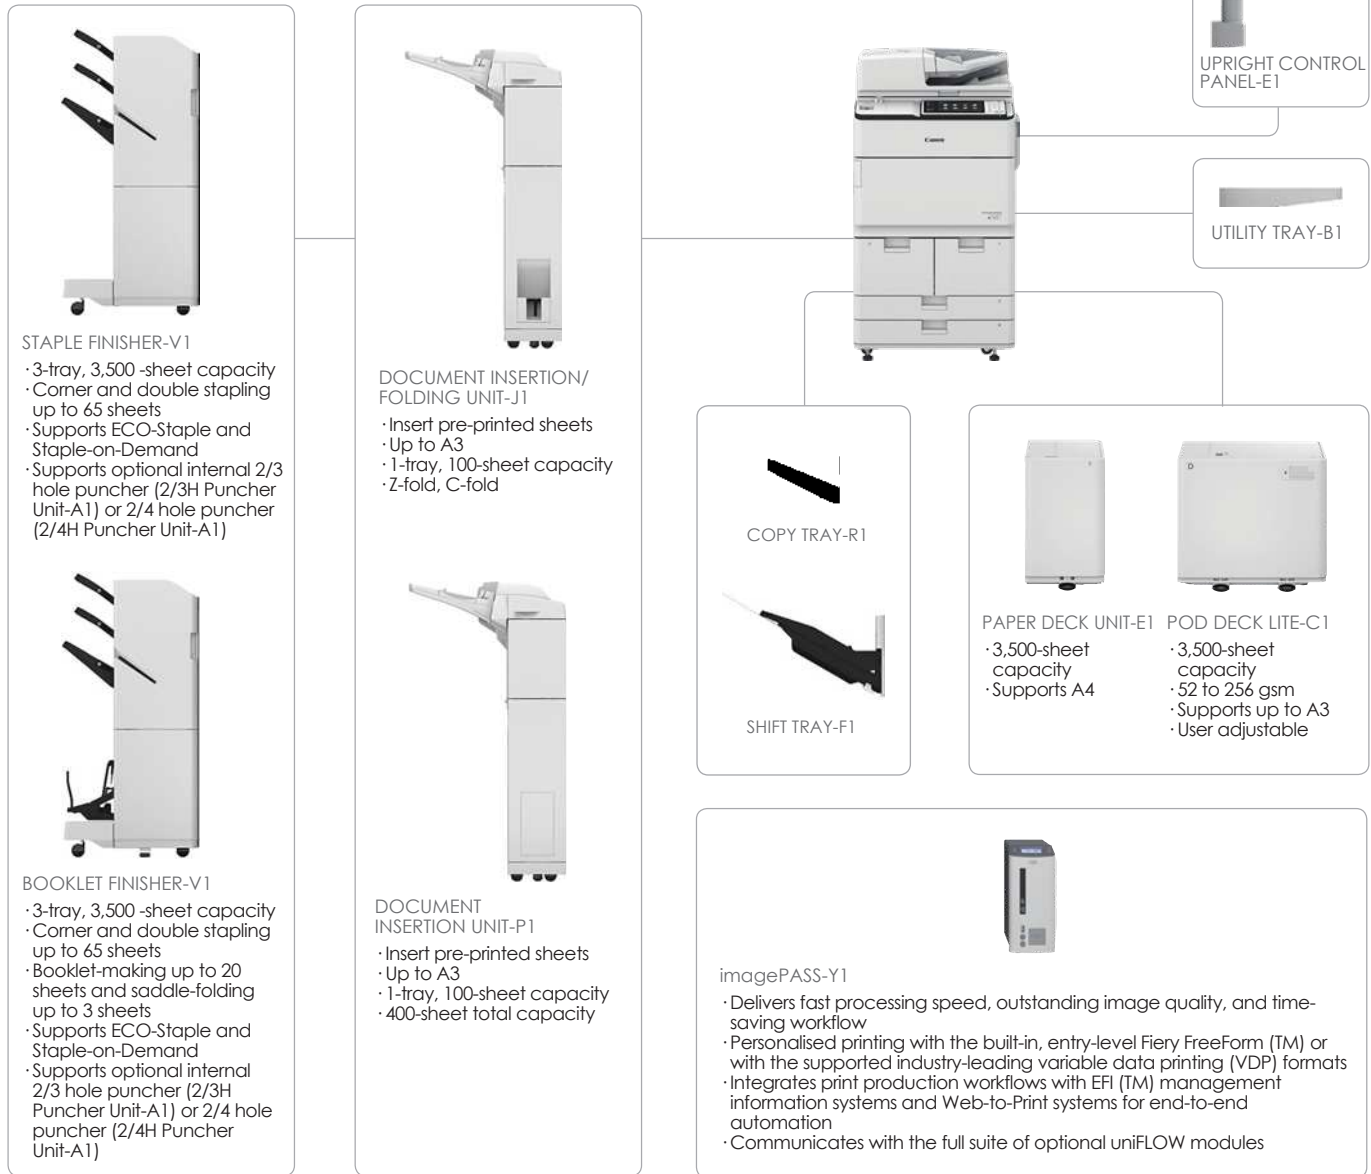 UPRIGHT CONTROL
PANEL-E1
Canon
UTILITY TRAY-B1
STAPLE FINISHER-V1
· 3-tray, 3,500 -sheet capacity
· Corner and double stapling
up to 65 sheets
· Supports ECO-Staple and
Staple-on-Demand
· Supports optional internal 2/3
hole puncher (2/3H Puncher
Unit-A1) or 2/4 hole puncher
(2/4H Puncher Unit-A1)
BOOKLET FINISHER-V1
· 3-tray, 3,500 -sheet capacity
· Corner and double stapling
up to 65 sheets
· Booklet-making up to 20
sheets and saddle-folding
up to 3 sheets
· Supports ECO-Staple and
Staple-on-Demand
· Supports optional internal
2/3 hole puncher (2/3H
Puncher Unit-A1) or 2/4 hole
puncher (2/4H Puncher
Unit-A1)
DOCUMENT INSERTION/
FOLDING UNIT-J1
· Insert pre-printed sheets
· Up to A3
· 1-tray, 100-sheet capacity
· Z-fold, C-fold
DOCUMENT
INSERTION UNIT-P1
· Insert pre-printed sheets
· Up to A3
· 1-tray, 100-sheet capacity
· 400-sheet total capacity
COPY TRAY-R1
SHIFT TRAY-F1
PAPER DECK UNIT-E1
· 3,500-sheet
capacity
· Supports A4
POD DECK LITE-C1
· 3,500-sheet
capacity
· 52 to 256 gsm
· Supports up to A3
· User adjustable
imagePASS-Y1
· Delivers fast processing speed, outstanding image quality, and time-
saving workflow
· Personalised printing with the built-in, entry-level Fiery FreeForm (TM) or
with the supported industry-leading variable data printing (VDP) formats
· Integrates print production workflows with EFI (TM) management
information systems and Web-to-Print systems for end-to-end
automation
· Communicates with the full suite of optional uniFLOW modules